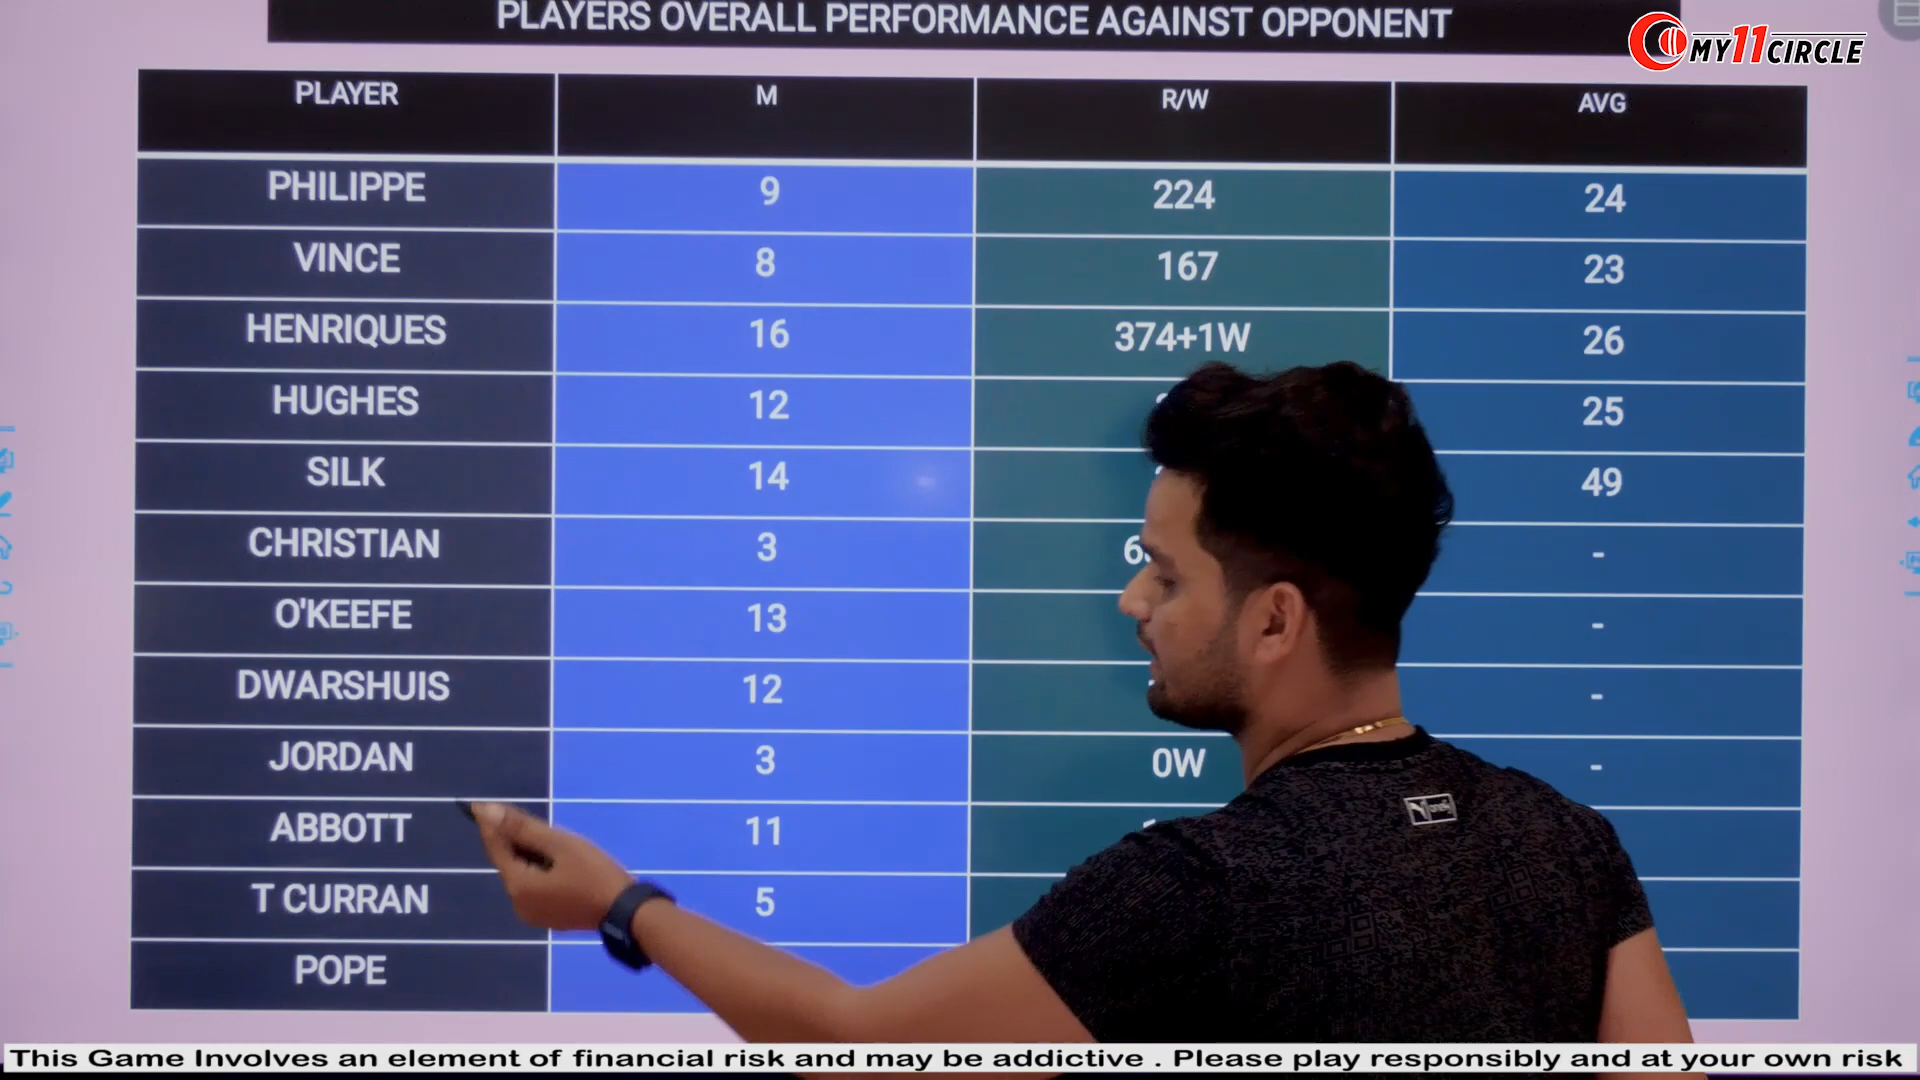 PLAYERS OVERALL PERFORMANCE AGAINST OPPONENT
MY11CIRCLE
PLAYER M R/W AVG
PHILIPPE 9 224 24
VINCE 8 167 23
HENRIQUES 16 374+1W 26
HUGHES 12 25
SILK 14 49
CHRISTIAN 3 -
O'KEEFE 13 -
DWARSHUIS 12 -
JORDAN 3 0W -
ABBOTT 11
T CURRAN 5
POPE
This Game Involves an element of financial risk and may be addictive . Please play responsibly and at your own risk